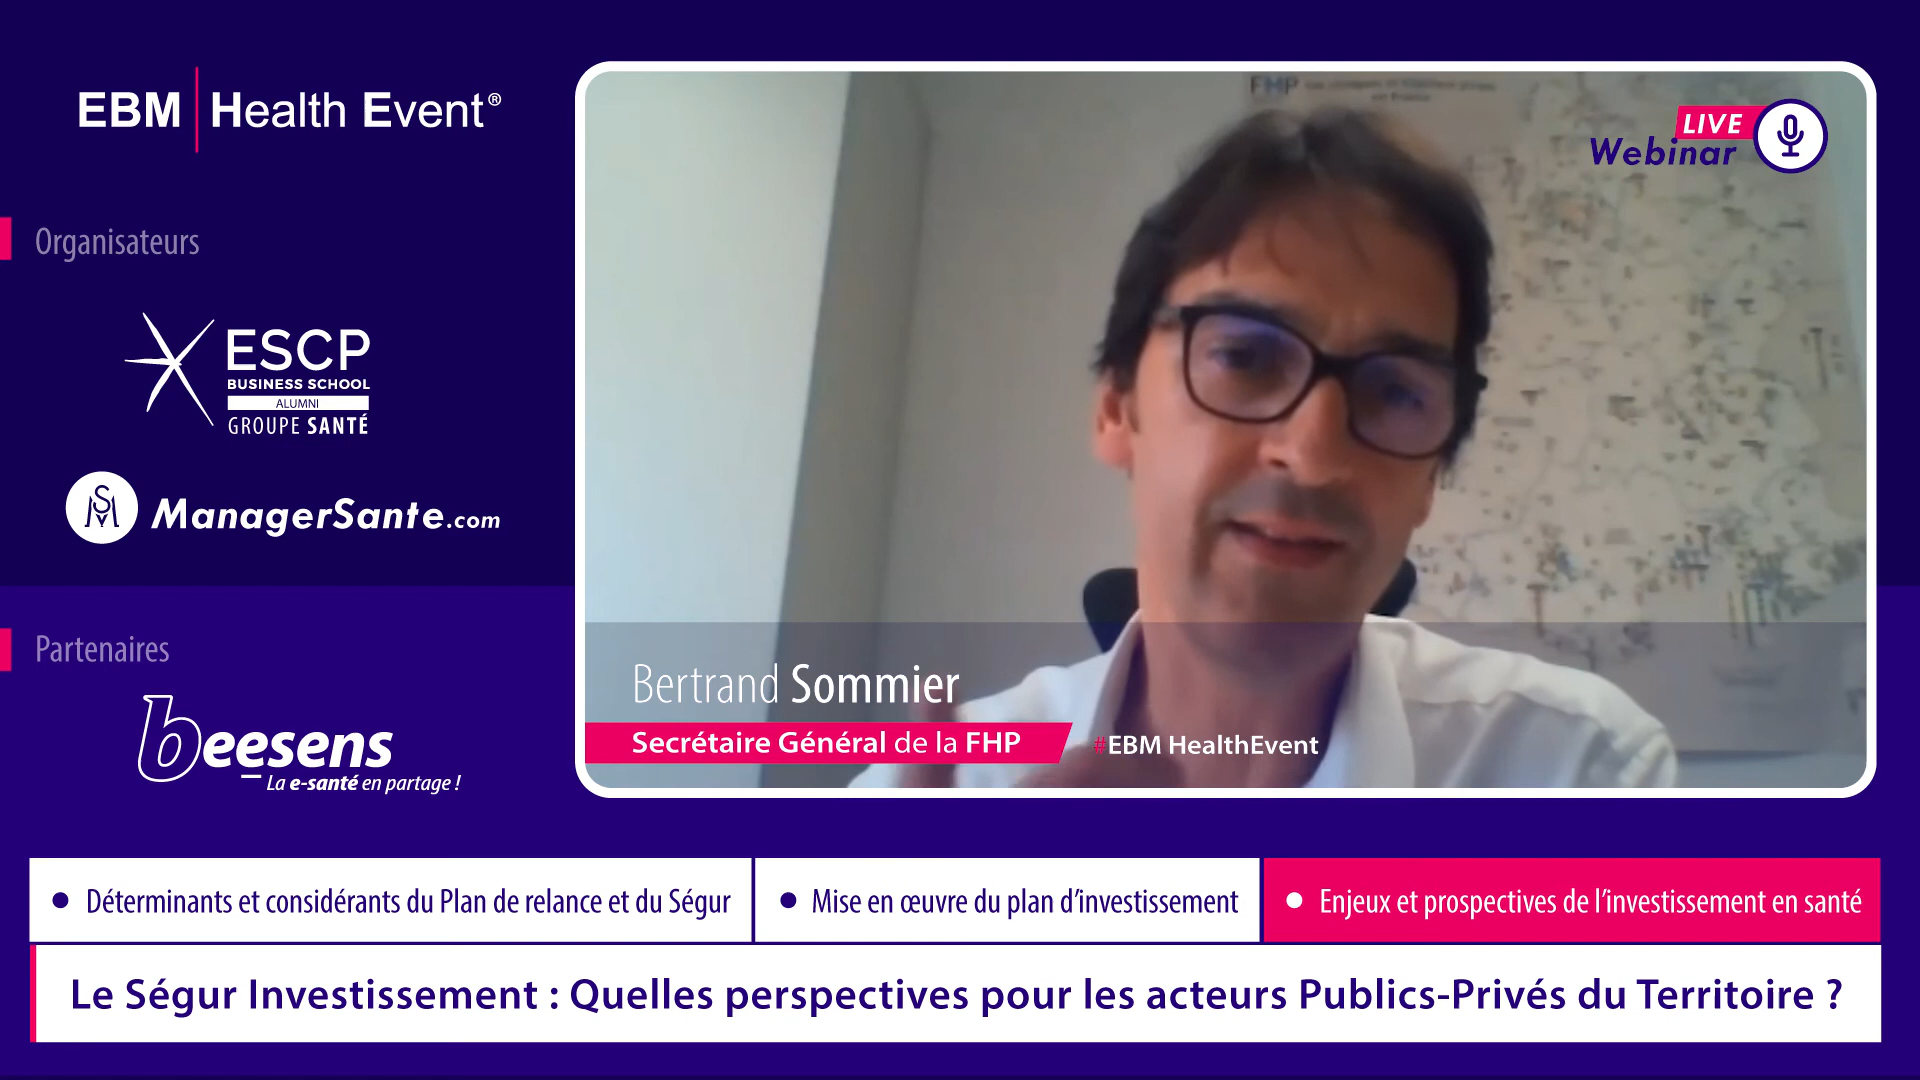 EBM Health Event®
Organisateurs
ESCP
BUSINESS SCHOOL
ALUMNI
GROUPE SANTÉ
SM
ManagerSante.com
Partenaires
beesens
La e-santé en partage !
FHP
LIVE
Webinar
Bertrand Sommier
Secrétaire Général de la FHP
#EBM HealthEvent
• Déterminants et considérants du Plan de relance et du Ségur
• Mise en œuvre du plan d’investissement
• Enjeux et prospectives de l’investissement en santé
Le Ségur Investissement : Quelles perspectives pour les acteurs Publics-Privés du Territoire ?